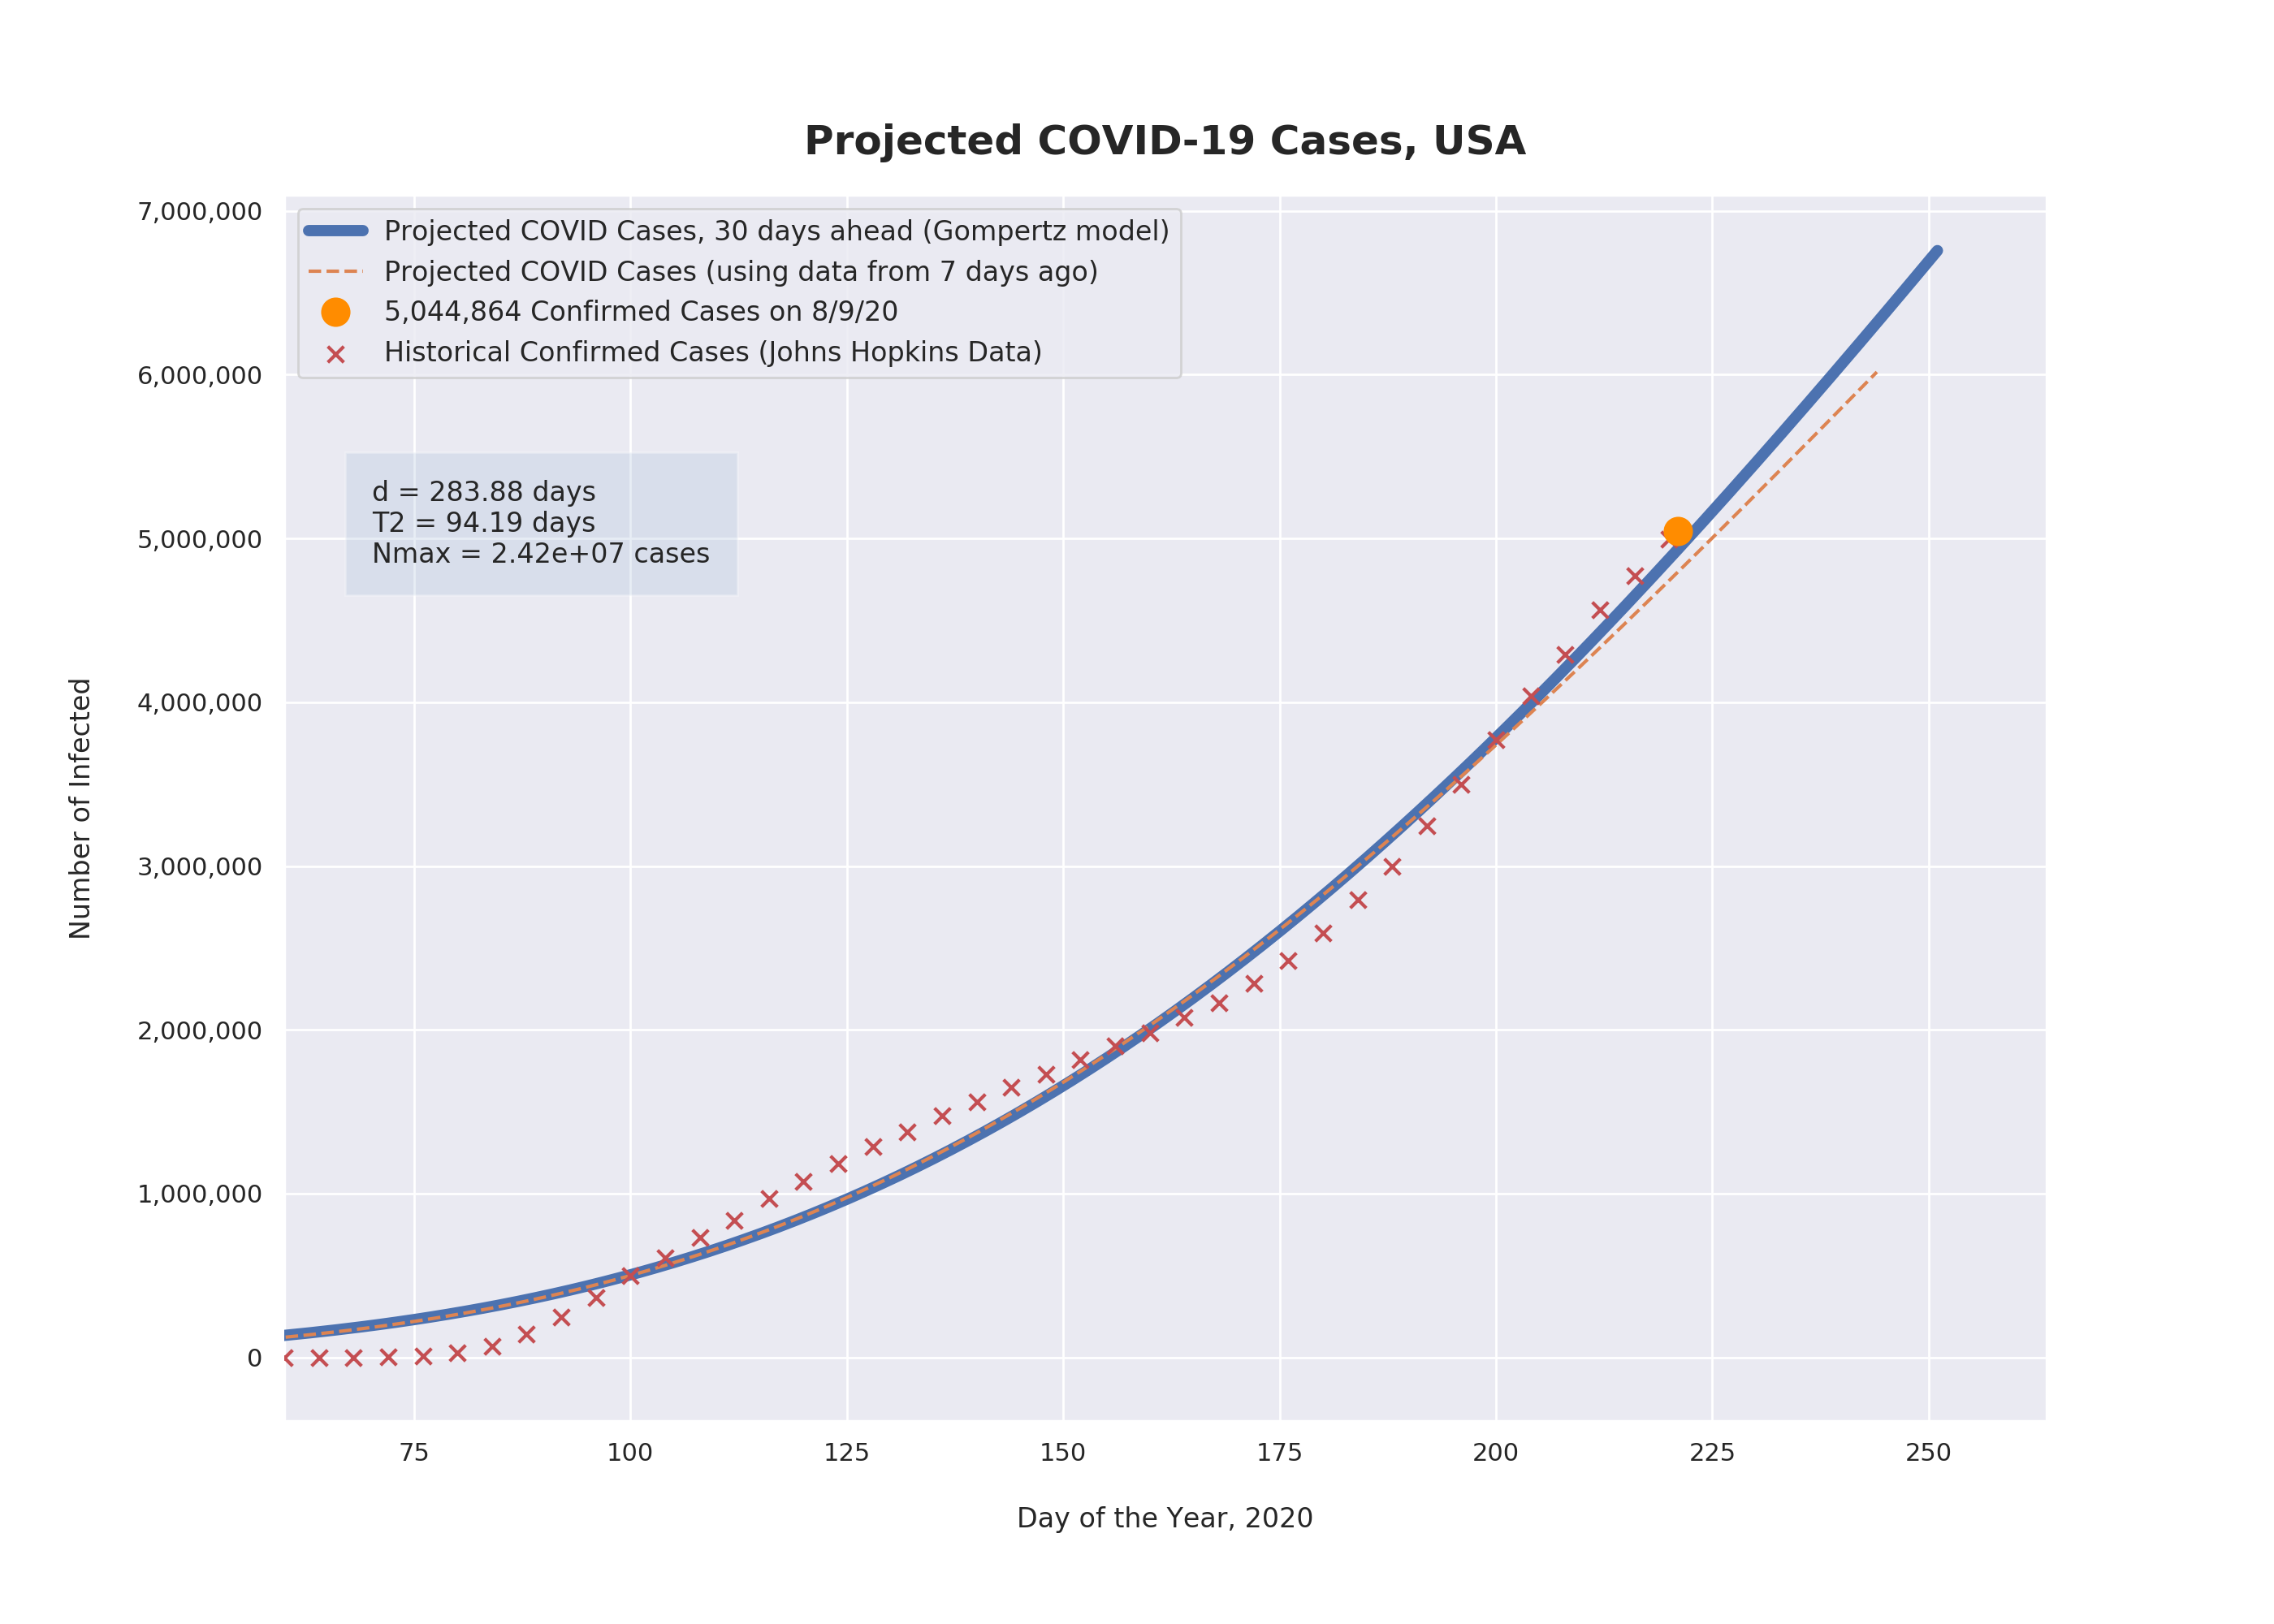 Projected COVID-19 Cases, USA
7,000,000
6,000,000
5,000,000
4,000,000
3,000,000
2,000,000
1,000,000
0
Number of Infected
Projected COVID Cases, 30 days ahead (Gompertz model)
Projected COVID Cases (using data from 7 days ago)
5,044,864 Confirmed Cases on 8/9/20
Historical Confirmed Cases (Johns Hopkins Data)
d = 283.88 days
T2 = 94.19 days
Nmax = 2.42e+07 cases
75 100 125 150 175 200 225 250
Day of the Year, 2020